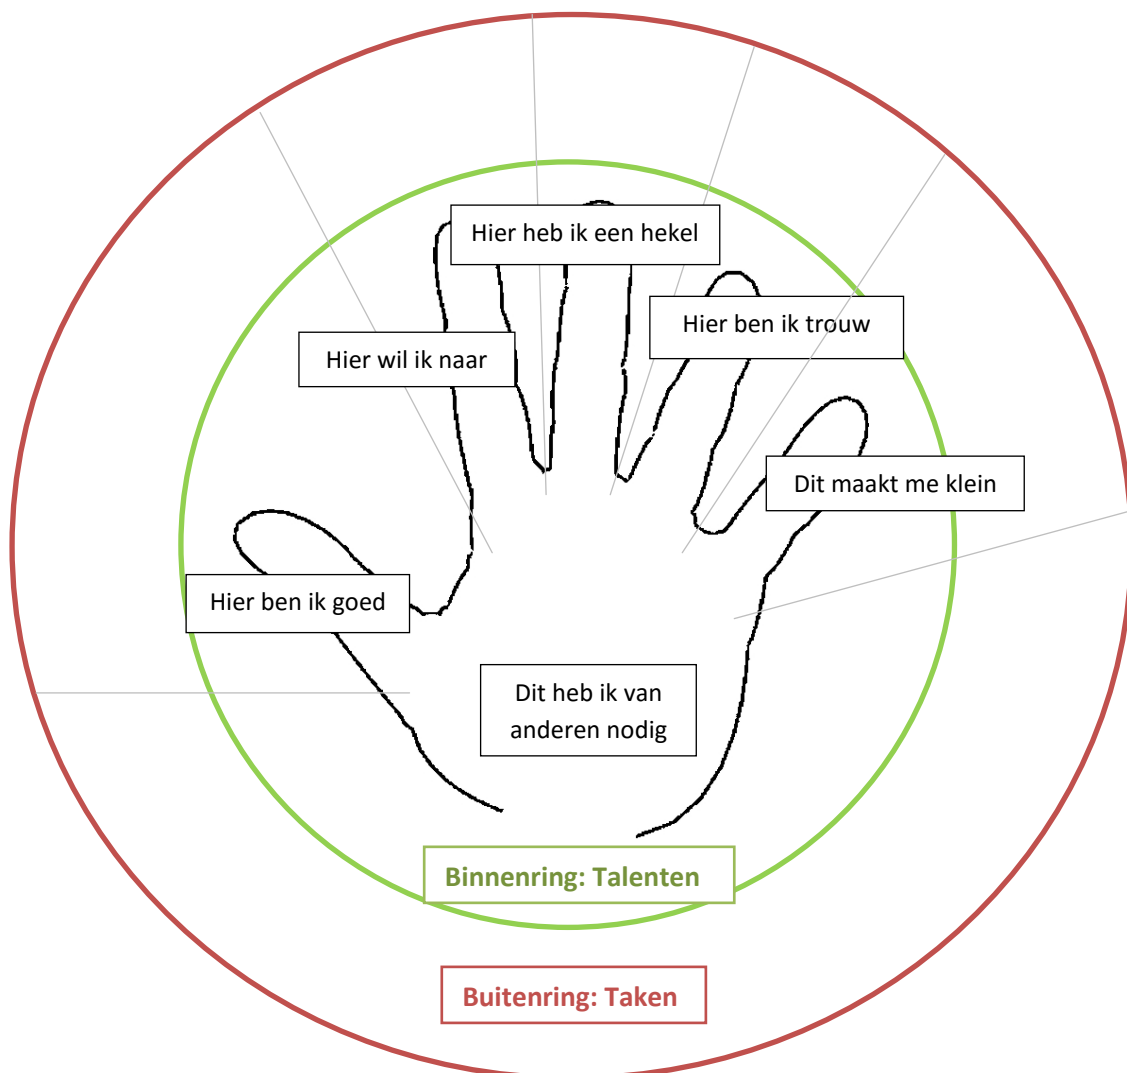 Hier heb ik een hekel
Hier ben ik trouw
Hier wil ik naar
Dit maakt me klein
Hier ben ik goed
Dit heb ik van
anderen nodig
Binnenring: Talenten
Buitenring: Taken